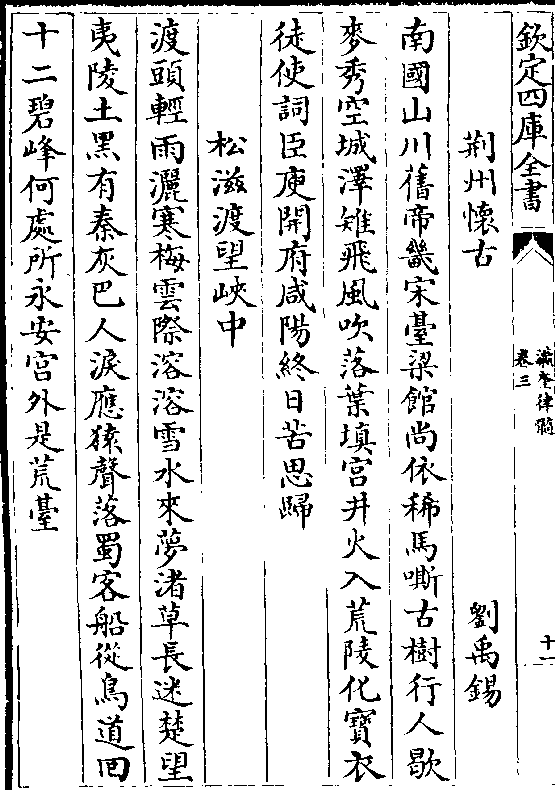 欽定四庫全書
瀛奎律髓
卷三
十一
荆州懷古
劉禹錫
南國山川舊帝畿宋臺梁館尚依稀馬嘶古樹行人歇
麥秀空城澤雉飛風吹落葉填宫井火入荒陵化寶衣
徒使詞臣庾開府咸陽終日苦思歸
松滋渡望峽中
渡頭輕雨灑寒梅雲際溶溶雪水來夢渚草長迷楚望
夷陵土黑有秦灰巴人淚應猿聲落蜀客船從鳥道囘
十二碧峰何處所永安宫外是荒臺